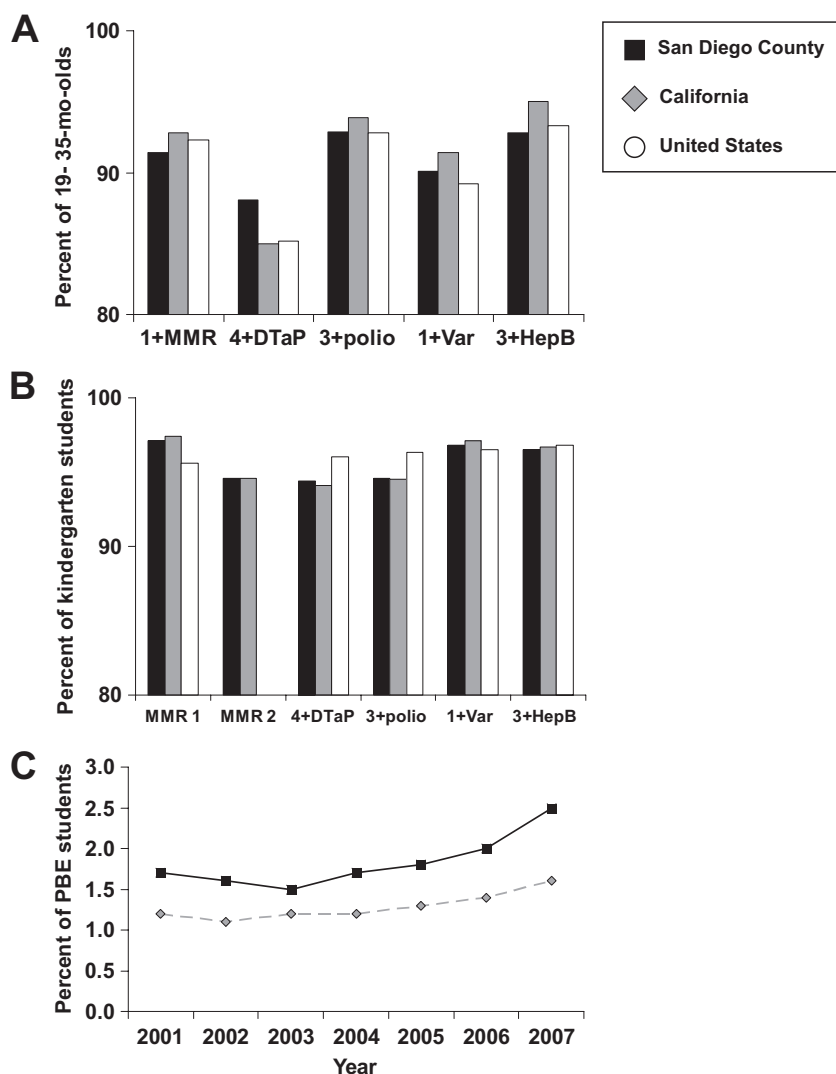 A
Percent of 19- 35-mo-olds
100
90
80
1+MMR 4+DTaP 3+polio 1+Var 3+HepB
San Diego County
California
United States
B
Percent of kindergarten students
100
90
80
MMR 1 MMR 2 4+DTaP 3+polio 1+Var 3+HepB
C
Percent of PBE students
3.0
2.5
2.0
1.5
1.0
0.5
0.0
2001 2002 2003 2004 2005 2006 2007
Year